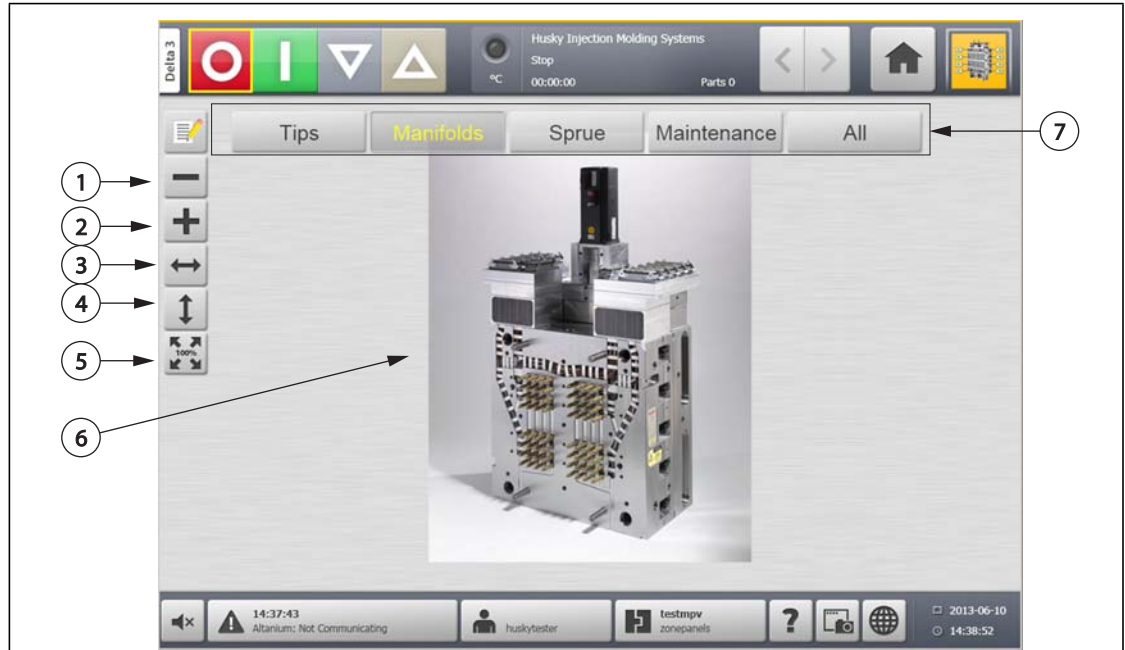 Delta 3
Husky Injection Molding Systems
Stop
°C
00:00:00
Parts 0
Tips
Manifolds
Sprue
Maintenance
All
7
1
2
3
4
5
100%
6
14:37:43
Altanium: Not Communicating
huskytester
testmpv
zonepanels
?
2013-06-10
14:38:52